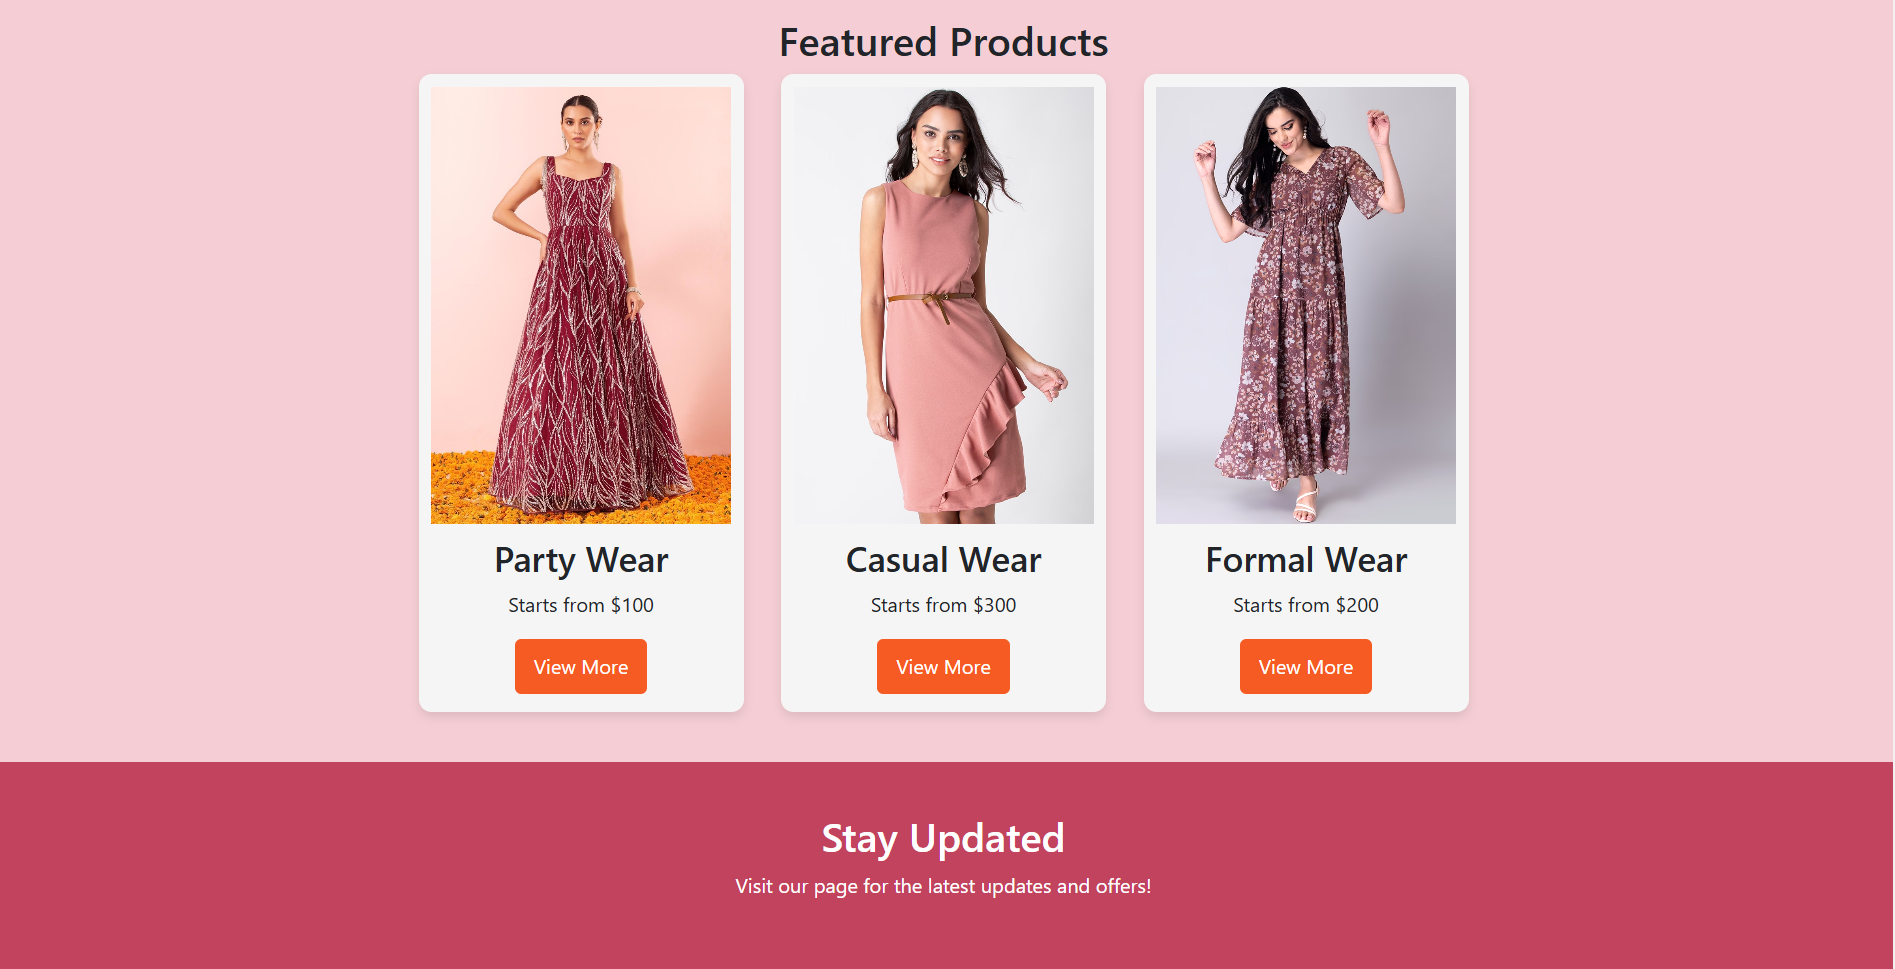 Featured Products
Party Wear
Starts from $100
View More
Casual Wear
Starts from $300
View More
Formal Wear
Starts from $200
View More
Stay Updated
Visit our page for the latest updates and offers!